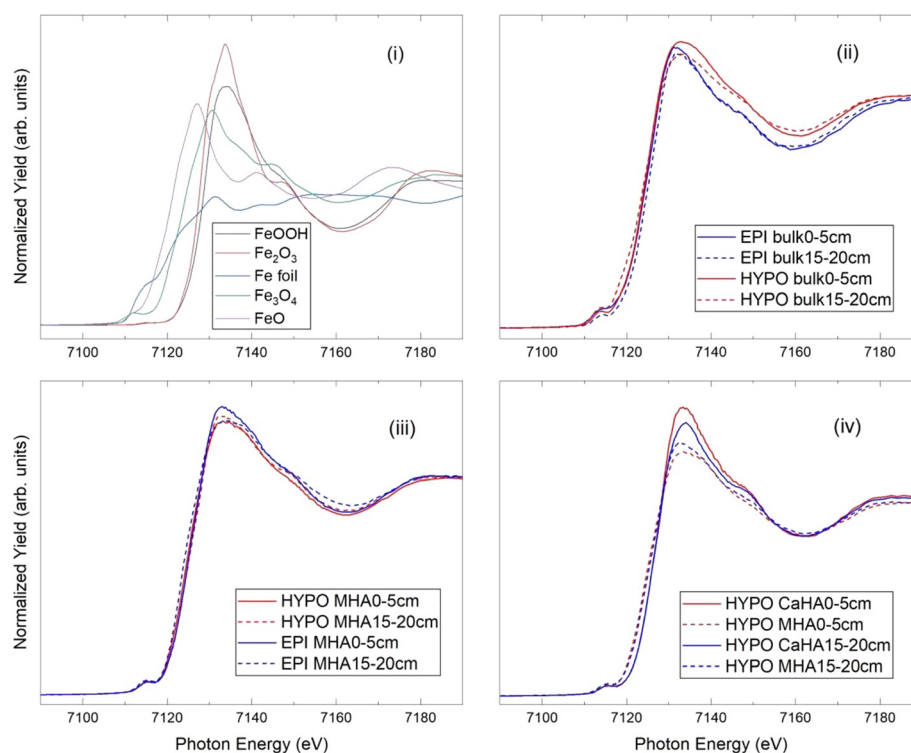 (i)
Normalized Yield (arb. units)
FeOOH
Fe₂O₃
Fe foil
Fe₃O₄
FeO
7100 7120 7140 7160 7180
(ii)
EPI bulk0-5cm
EPI bulk15-20cm
HYPO bulk0-5cm
HYPO bulk15-20cm
7100 7120 7140 7160 7180
(iii)
Normalized Yield (arb. units)
HYPO MHA0-5cm
HYPO MHA15-20cm
EPI MHA0-5cm
EPI MHA15-20cm
7100 7120 7140 7160 7180
Photon Energy (eV)
(iv)
HYPO CaHA0-5cm
HYPO MHA0-5cm
HYPO CaHA15-20cm
HYPO MHA15-20cm
7100 7120 7140 7160 7180
Photon Energy (eV)